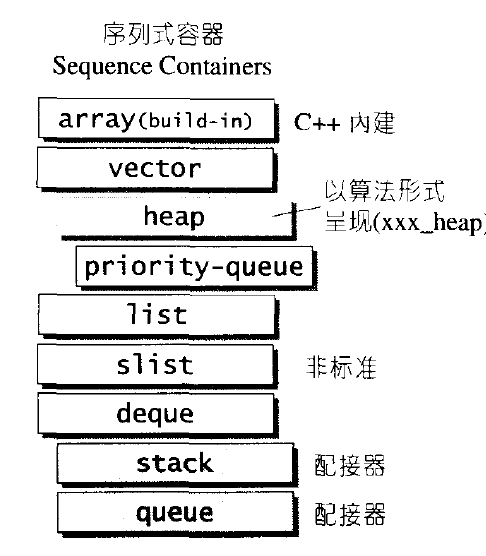 序列式容器
Sequence Containers
array(build-in) C++ 内建
vector
以算法形式
heap 呈现(xxx_heap)
priority-queue
list
slist 非标准
deque
stack 配接器
queue 配接器